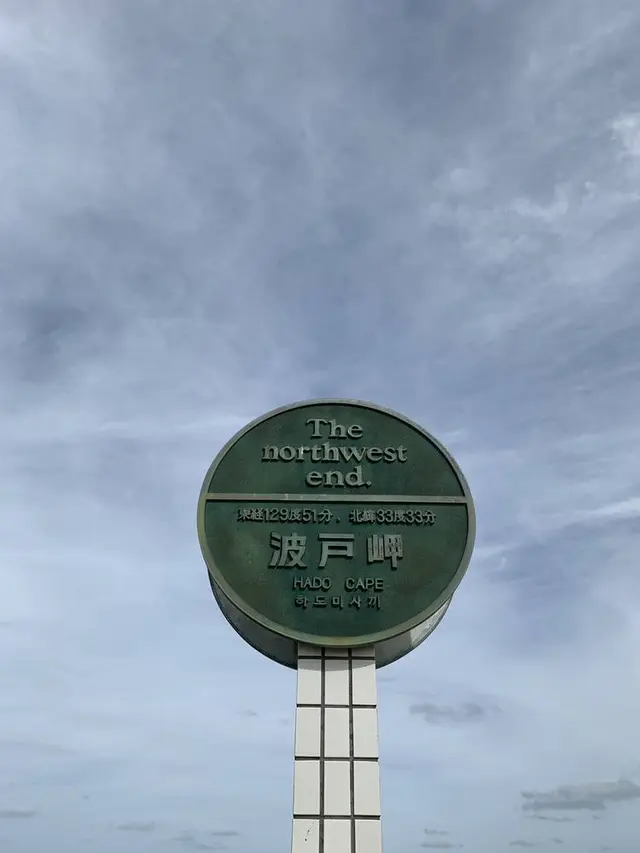 The
northwest
end.
東経129度51分、北緯33度33分
波戸岬
HADO CAPE
하도미사끼